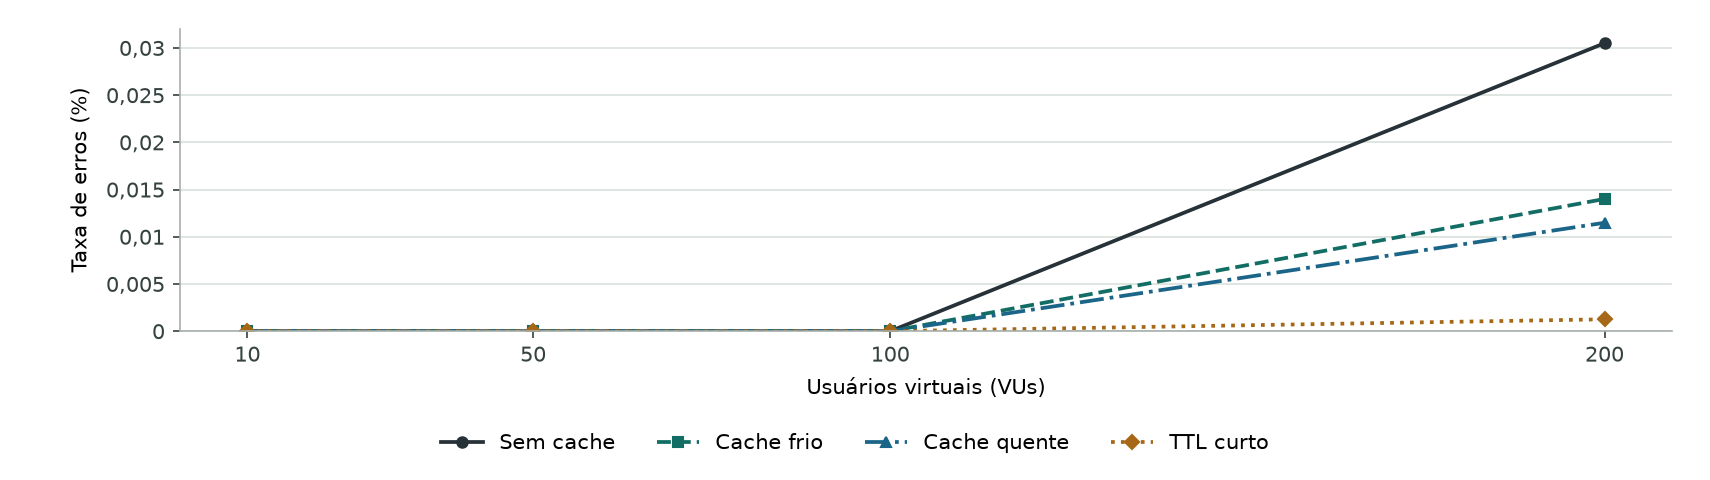 0,03
0,025
0,02
0,015
0,01
0,005
0
Taxa de erros (%)
10 50 100 200
Usuários virtuais (VUs)
Sem cache Cache frio Cache quente TTL curto